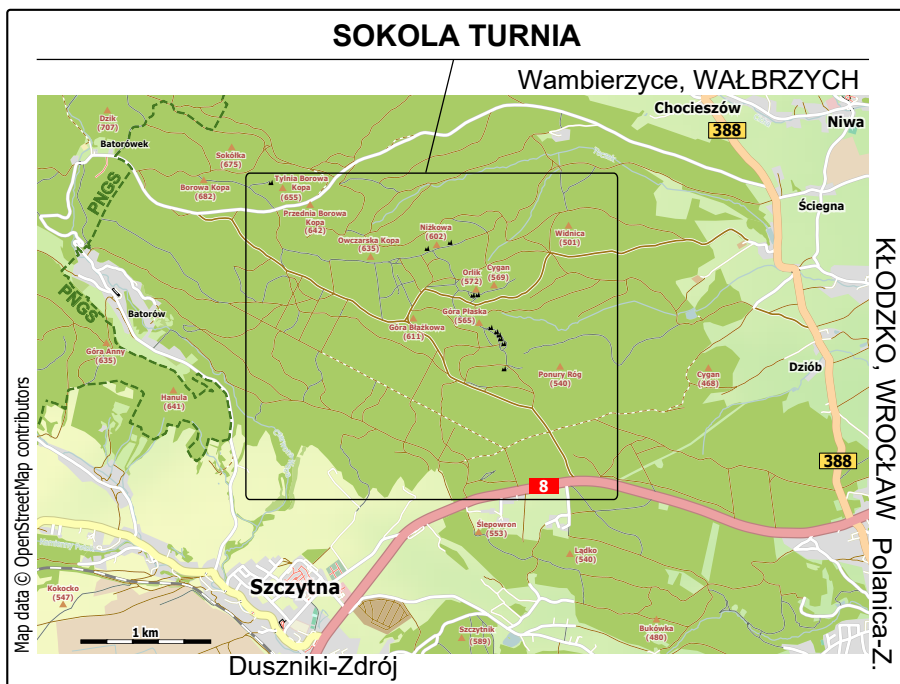 SOKOLA TURNIA
Wambierzyce, WAŁBRZYCH
Chocieszów
388
Niwa
Dzik
(707)
Batorówek
Sokółka
(675)
PNGS
Borowa Kopa
(682)
Tylnia Borowa
Kopa
(655)
Przednia Borowa
Kopa
(642)
Ściegna
Niżkowa
(602)
Widnica
(501)
Owczarska Kopa
(635)
Orlik
(572)
Cygan
(569)
PNGS
Batorów
Góra Płaska
(565)
Góra Błażkowa
(611)
Góra Anny
(635)
Hanula
(641)
Ponury Róg
(540)
Cygan
(468)
Dziób
388
8
Ślepowron
(553)
Lądko
(540)
Szczytna
Kokocko
(547)
Szczytnik
(589)
Bukówka
(480)
1 km
Duszniki-Zdrój
KŁODZKO, WROCŁAW Polanica-Z.
Map data © OpenStreetMap contributors